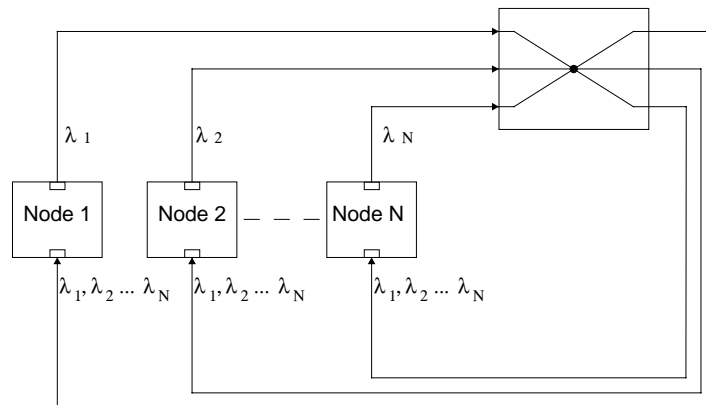 λ 1 λ 2 λ N
Node 1 Node 2 Node N
λ 1 , λ 2 ... λ N λ 1 , λ 2 ... λ N λ 1 , λ 2 ... λ N